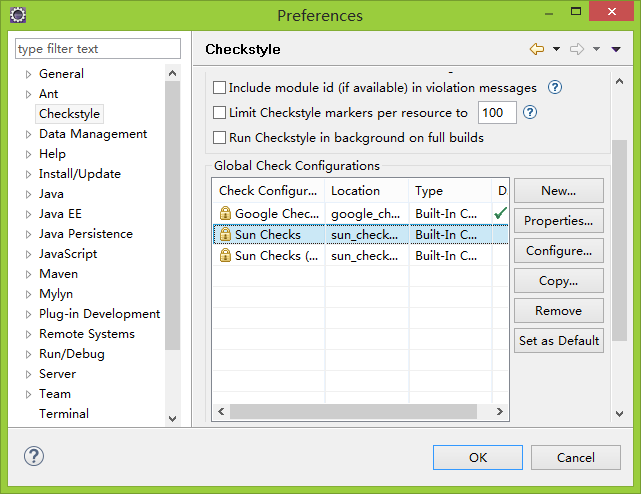 Preferences
type filter text
Checkstyle
General
Ant
Checkstyle
Data Management
Help
Install/Update
Java
Java EE
Java Persistence
JavaScript
Maven
Mylyn
Plug-in Development
Remote Systems
Run/Debug
Server
Team
Terminal
Include module id (if available) in violation messages
Limit Checkstyle markers per resource to 100
Run Checkstyle in background on full builds
Global Check Configurations
Check Configur... Location Type D
Google Chec... google_ch... Built-In C...
Sun Checks sun_check... Built-In C...
Sun Checks (... sun_check... Built-In C...
New...
Properties...
Configure...
Copy...
Remove
Set as Default
OK Cancel